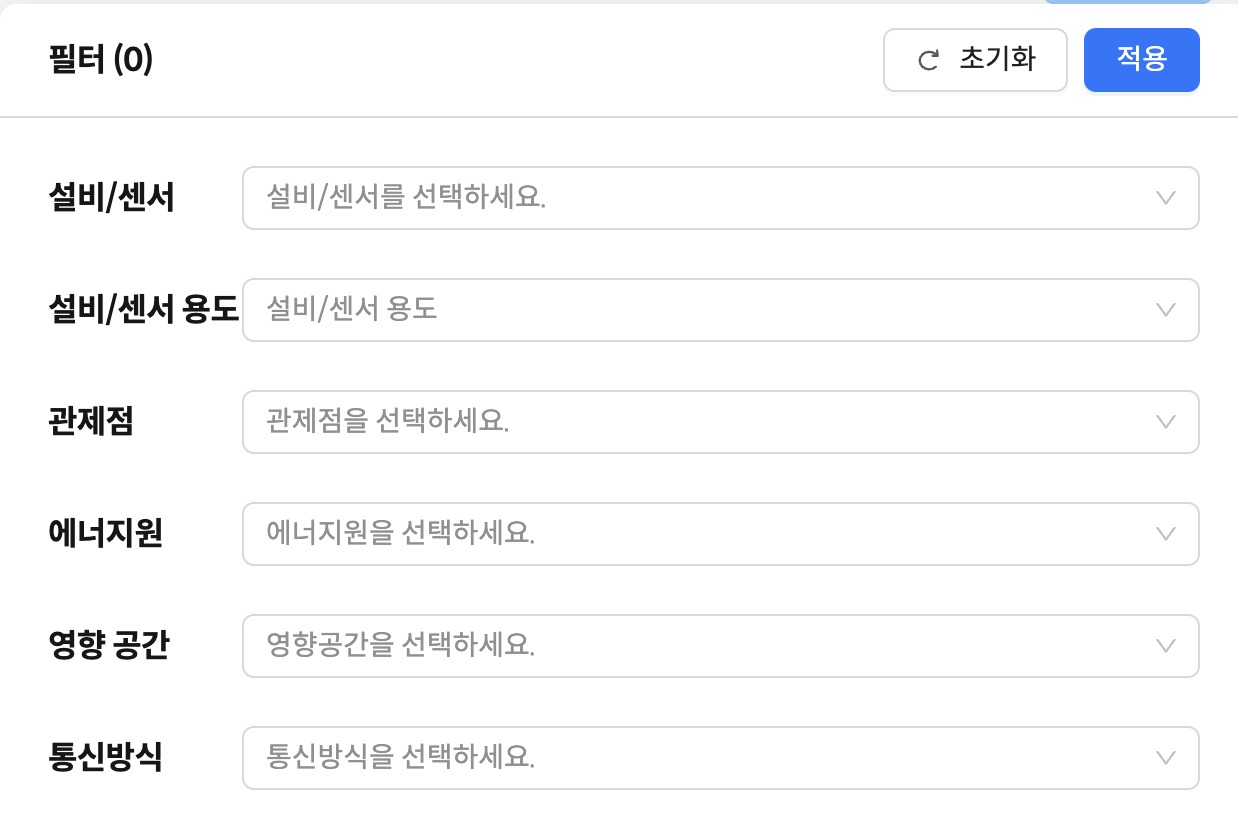 필터 (0)
초기화
적용
설비/센서
설비/센서를 선택하세요.
설비/센서 용도
설비/센서 용도
관제점
관제점을 선택하세요.
에너지원
에너지원을 선택하세요.
영향 공간
영향공간을 선택하세요.
통신방식
통신방식을 선택하세요.